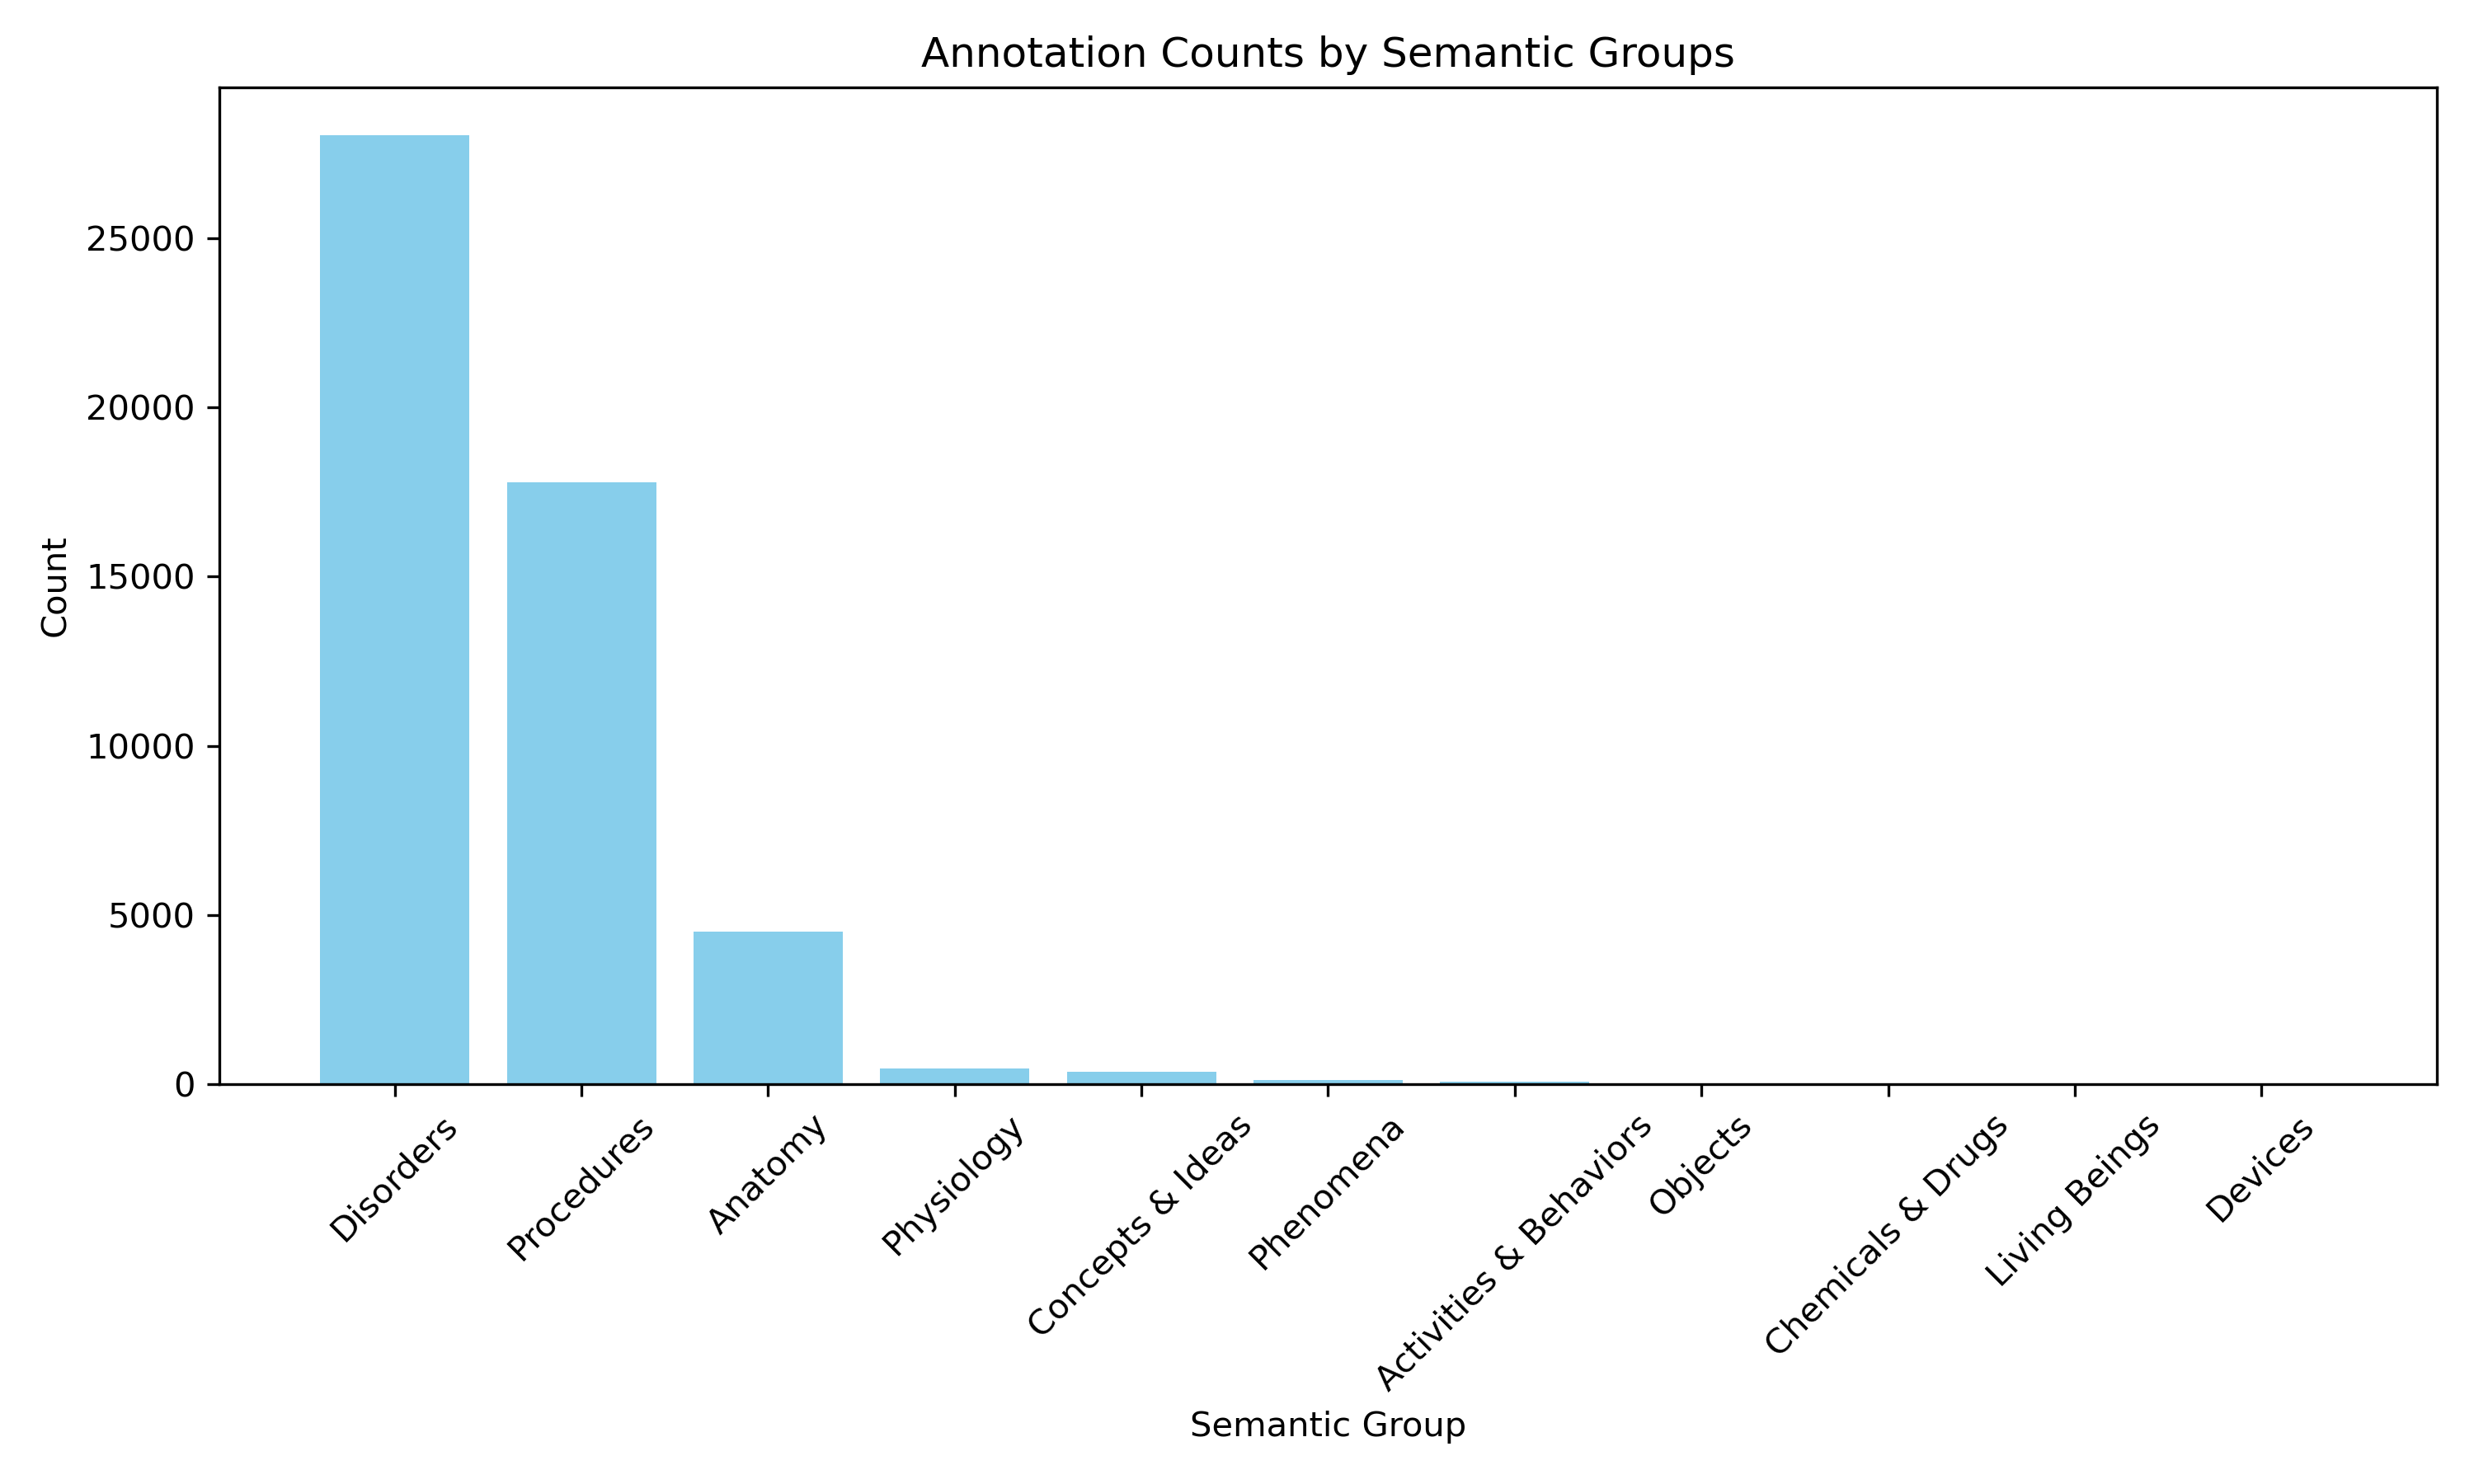 Annotation Counts by Semantic Groups
Count
25000
20000
15000
10000
5000
0
Disorders
Procedures
Anatomy
Physiology
Concepts & Ideas
Phenomena
Activities & Behaviors
Objects
Chemicals & Drugs
Living Beings
Devices
Semantic Group